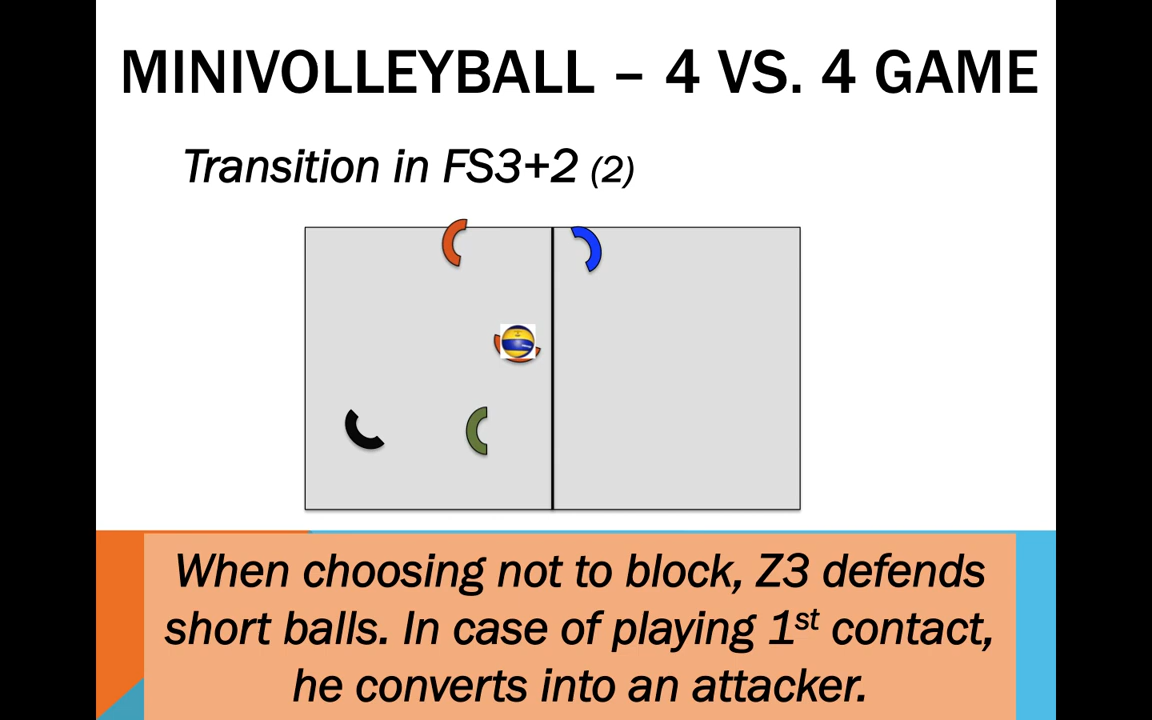 MINIVOLLEYBALL – 4 VS. 4 GAME
Transition in FS3+2 (2)
When choosing not to block, Z3 defends
short balls. In case of playing 1st contact,
he converts into an attacker.